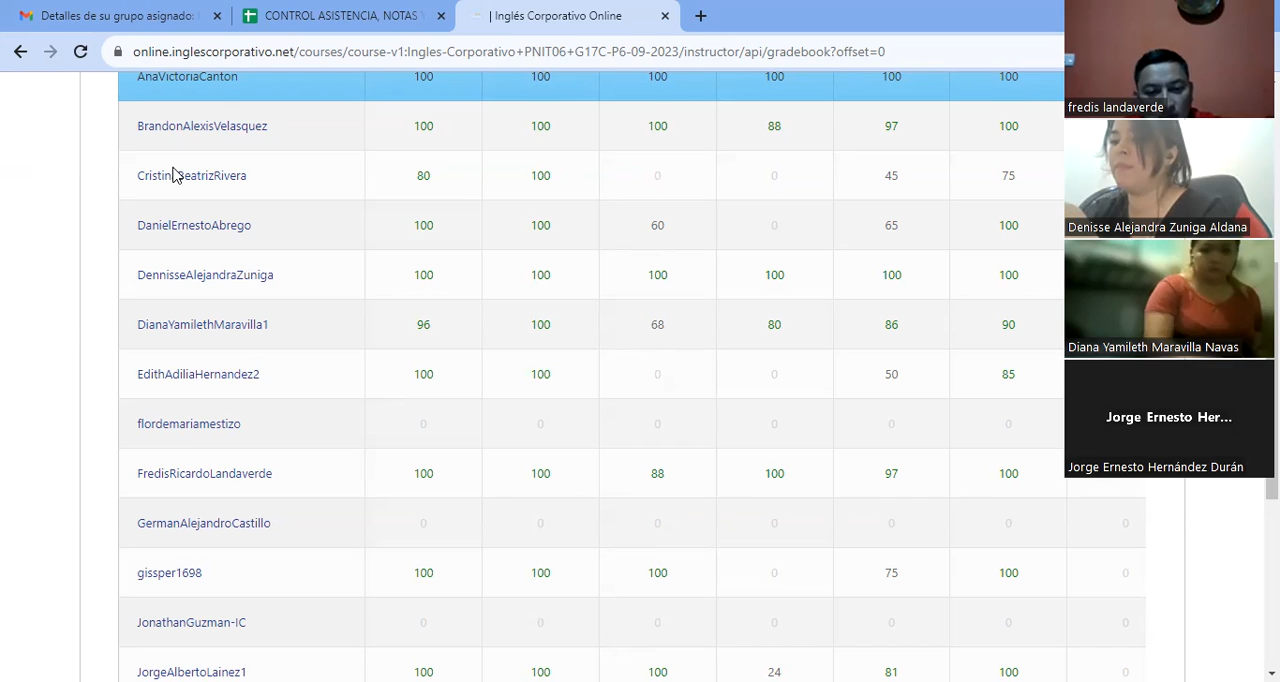 Detalles de su grupo asignado: × CONTROL ASISTENCIA, NOTAS Y × | Inglés Corporativo Online × +
online.inglescorporativo.net/courses/course-v1:Ingles-Corporativo+PNIT06+G17C-P6-09-2023/instructor/api/gradebook?offset=0
AnaVictoriaCanton 100 100 100 100 100 100
BrandonAlexisVelasquez 100 100 100 88 97 100
Cristin BeatrizRivera 80 100 0 0 45 75
DanielErnestoAbrego 100 100 60 0 65 100
DennisseAlejandraZuniga 100 100 100 100 100 100
DianaYamilethMaravilla1 96 100 68 80 86 90
EdithAdiliaHernandez2 100 100 0 0 50 85
flordemariamestizo 0 0 0 0 0 0
FredisRicardoLandaverde 100 100 88 100 97 100
GermanAlejandroCastillo 0 0 0 0 0 0 0
gissper1698 100 100 100 0 75 100 0
JonathanGuzman-IC 0 0 0 0 0 0 0
JorgeAlbertoLainez1 100 100 100 24 81 100 0
fredis landaverde
Denisse Alejandra Zuniga Aldana
Diana Yamileth Maravilla Navas
Jorge Ernesto Her...
Jorge Ernesto Hernández Durán